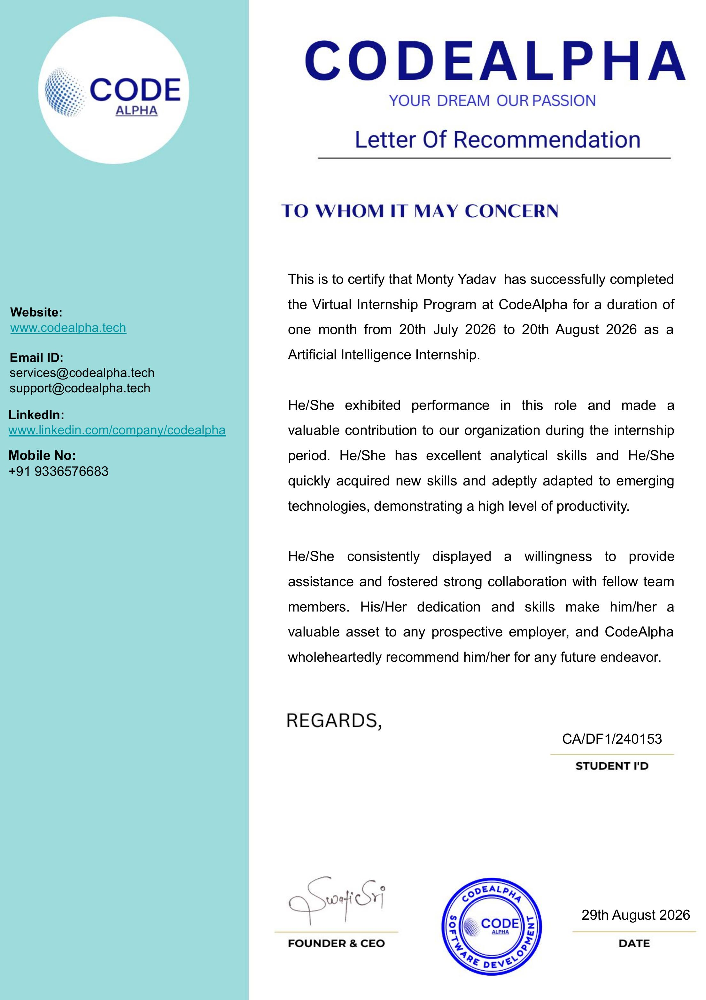 CODE
ALPHA
CODEALPHA
YOUR DREAM OUR PASSION
Letter Of Recommendation
TO WHOM IT MAY CONCERN
Website:
www.codealpha.tech
Email ID:
services@codealpha.tech
support@codealpha.tech
LinkedIn:
www.linkedin.com/company/codealpha
Mobile No:
+91 9336576683
This is to certify that Monty Yadav has successfully completed
the Virtual Internship Program at CodeAlpha for a duration of
one month from 20th July 2026 to 20th August 2026 as a
Artificial Intelligence Internship.
He/She exhibited performance in this role and made a
valuable contribution to our organization during the internship
period. He/She has excellent analytical skills and He/She
quickly acquired new skills and adeptly adapted to emerging
technologies, demonstrating a high level of productivity.
He/She consistently displayed a willingness to provide
assistance and fostered strong collaboration with fellow team
members. His/Her dedication and skills make him/her a
valuable asset to any prospective employer, and CodeAlpha
wholeheartedly recommend him/her for any future endeavor.
REGARDS,
CA/DF1/240153
STUDENT I'D
Swati Sri
FOUNDER & CEO
CODEALPHA
CODE
ALPHA
SOFTWARE DEVELOPMENT
29th August 2026
DATE